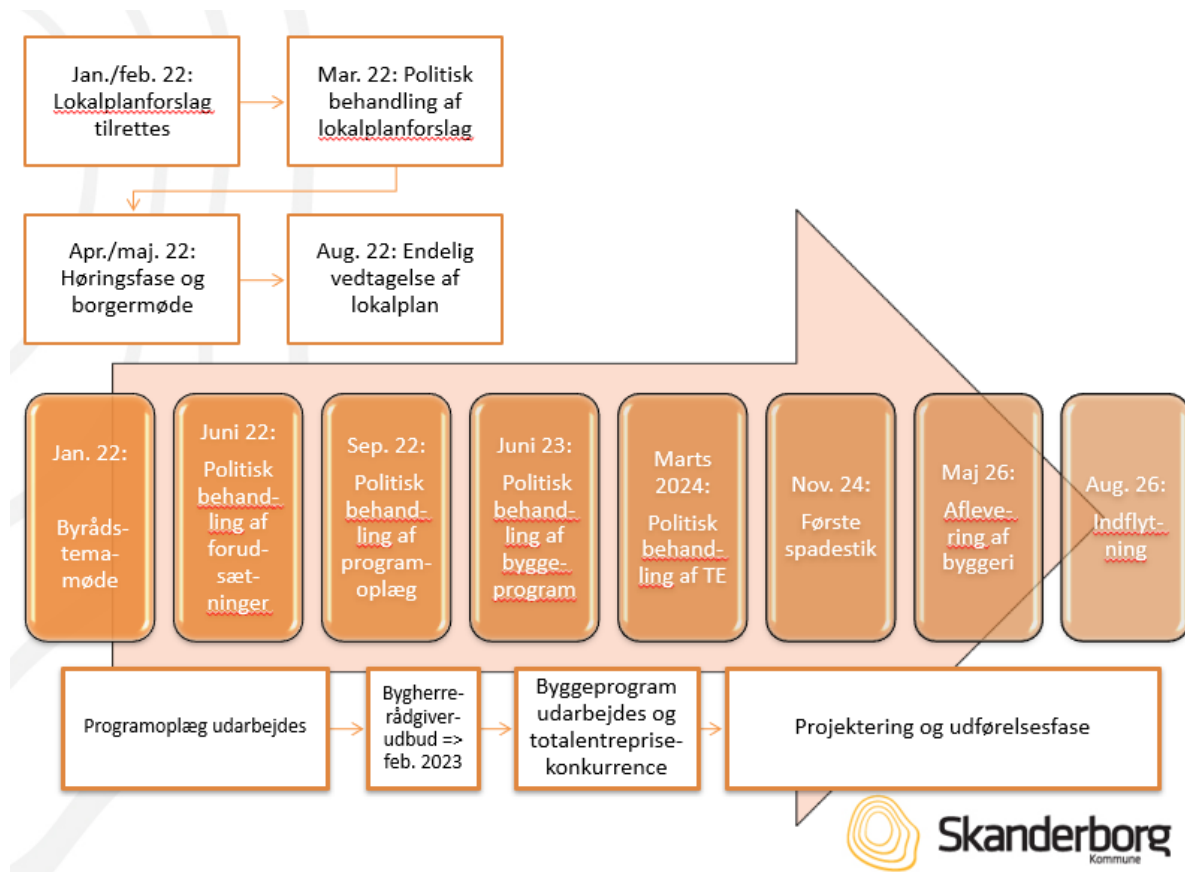 Jan./feb. 22:
Lokalplanforslag
tilrettes
Mar. 22: Politisk
behandling af
lokalplanforslag
Apr./maj. 22:
Høringsfase og
borgermøde
Aug. 22: Endelig
vedtagelse af
lokalplan
Jan. 22:
Byråds-
tema-
møde
Juni 22:
Politisk
behand-
ling af
forud-
sæt-
ninger
Sep. 22:
Politisk
behand-
ling af
program-
oplæg
Juni 23:
Politisk
behand-
ling af
bygge-
program
Marts
2024:
Politisk
behand-
ling af TE
Nov. 24:
Første
spadestik
Maj 26:
Afleve-
ring af
byggeri
Aug. 26:
Indflyt-
ning
Programoplæg udarbejdes
Bygherre-
rådgiver-
udbud =>
feb. 2023
Byggeprogram
udarbejdes og
totalentreprise-
konkurrence
Projektering og udførelsesfase
Skanderborg
Kommune